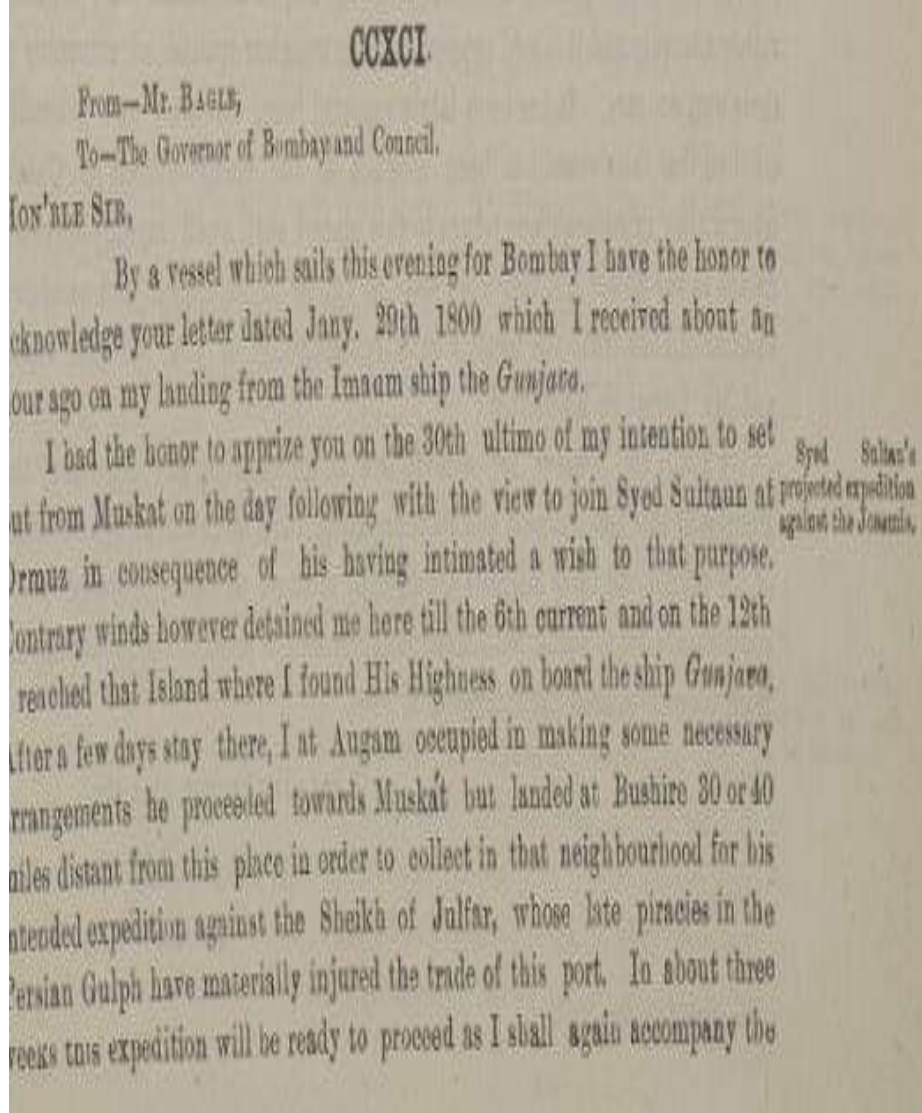 CCXCI.
From—Mr. BAGLE,
To—The Governor of Bombay and Council.
HON'BLE SIR,
By a vessel which sails this evening for Bombay I have the honor to
cknowledge your letter dated Jany. 29th 1800 which I received about an
our ago on my landing from the Imaum ship the Gunjava.
I had the honor to apprize you on the 30th ultimo of my intention to set
ut from Muskat on the day following with the view to join Syed Sultaun at
Ormuz in consequence of his having intimated a wish to that purpose.
Contrary winds however detained me here till the 6th current and on the 12th
reached that Island where I found His Highness on board the ship Gunjava,
After a few days stay there, I at Augam occupied in making some necessary
rrangements he proceeded towards Muskát but landed at Bushire 30 or 40
miles distant from this place in order to collect in that neighbourhood for his
ntended expedition against the Sheikh of Julfar, whose late piracies in the
Persian Gulph have materially injured the trade of this port. In about three
weeks this expedition will be ready to proceed as I shall again accompany the
Syed Sultan's
projected expedition
against the